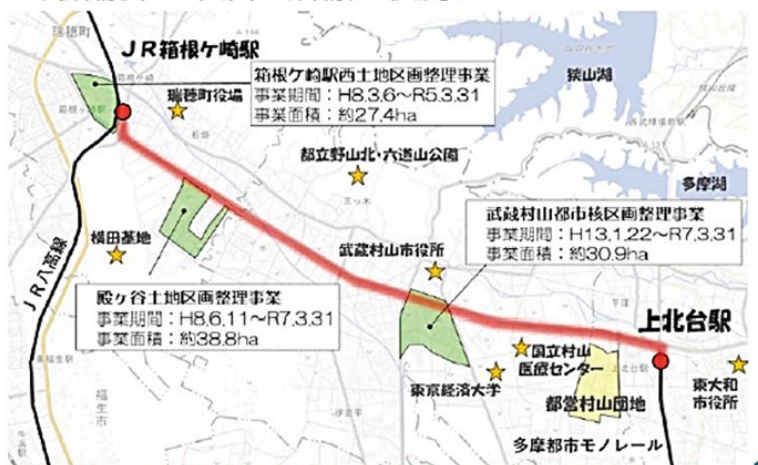 瑞穂町
JR箱根ケ崎駅
箱根ケ崎駅西土地区画整理事業
事業期間：H8.3.6～R5.3.31
事業面積：約27.4ha
瑞穂町役場
狭山湖
都立野山北・六道山公園
三ツ木
多摩湖
武蔵村山都市核区画整理事業
事業期間：H13.1.22～R7.3.31
事業面積：約30.9ha
横田基地
武蔵村山市役所
JR八高線
殿ヶ谷土地区画整理事業
事業期間：H8.6.11～R7.3.31
事業面積：約38.8ha
上北台駅
国立村山
医療センター
東京経済大学
都営村山団地
東大和
市役所
福生市
多摩都市モノレール